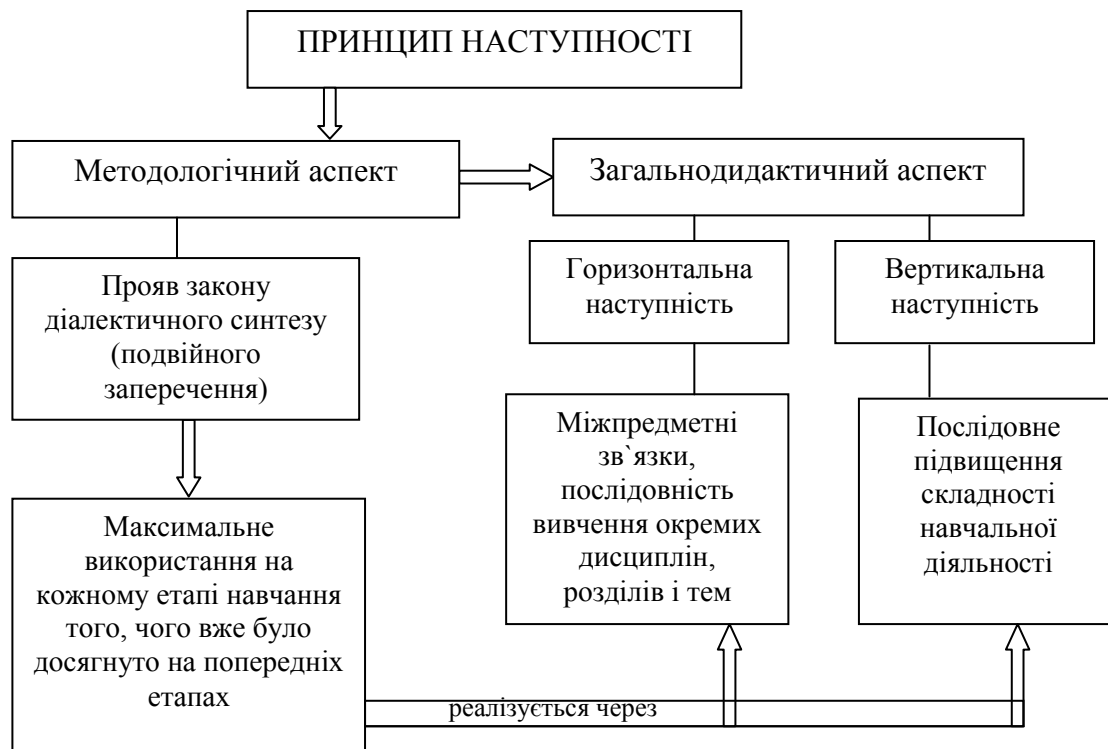 ПРИНЦИП НАСТУПНОСТІ
Методологічний аспект
Загальнодидактичний аспект
Прояв закону
діалектичного синтезу
(подвійного
заперечення)
Горизонтальна
наступність
Вертикальна
наступність
Максимальне
використання на
кожному етапі навчання
того, чого вже було
досягнуто на попередніх
етапах
Міжпредметні
зв`язки,
послідовність
вивчення окремих
дисциплін,
розділів і тем
Послідовне
підвищення
складності
навчальної
діяльності
реалізується через